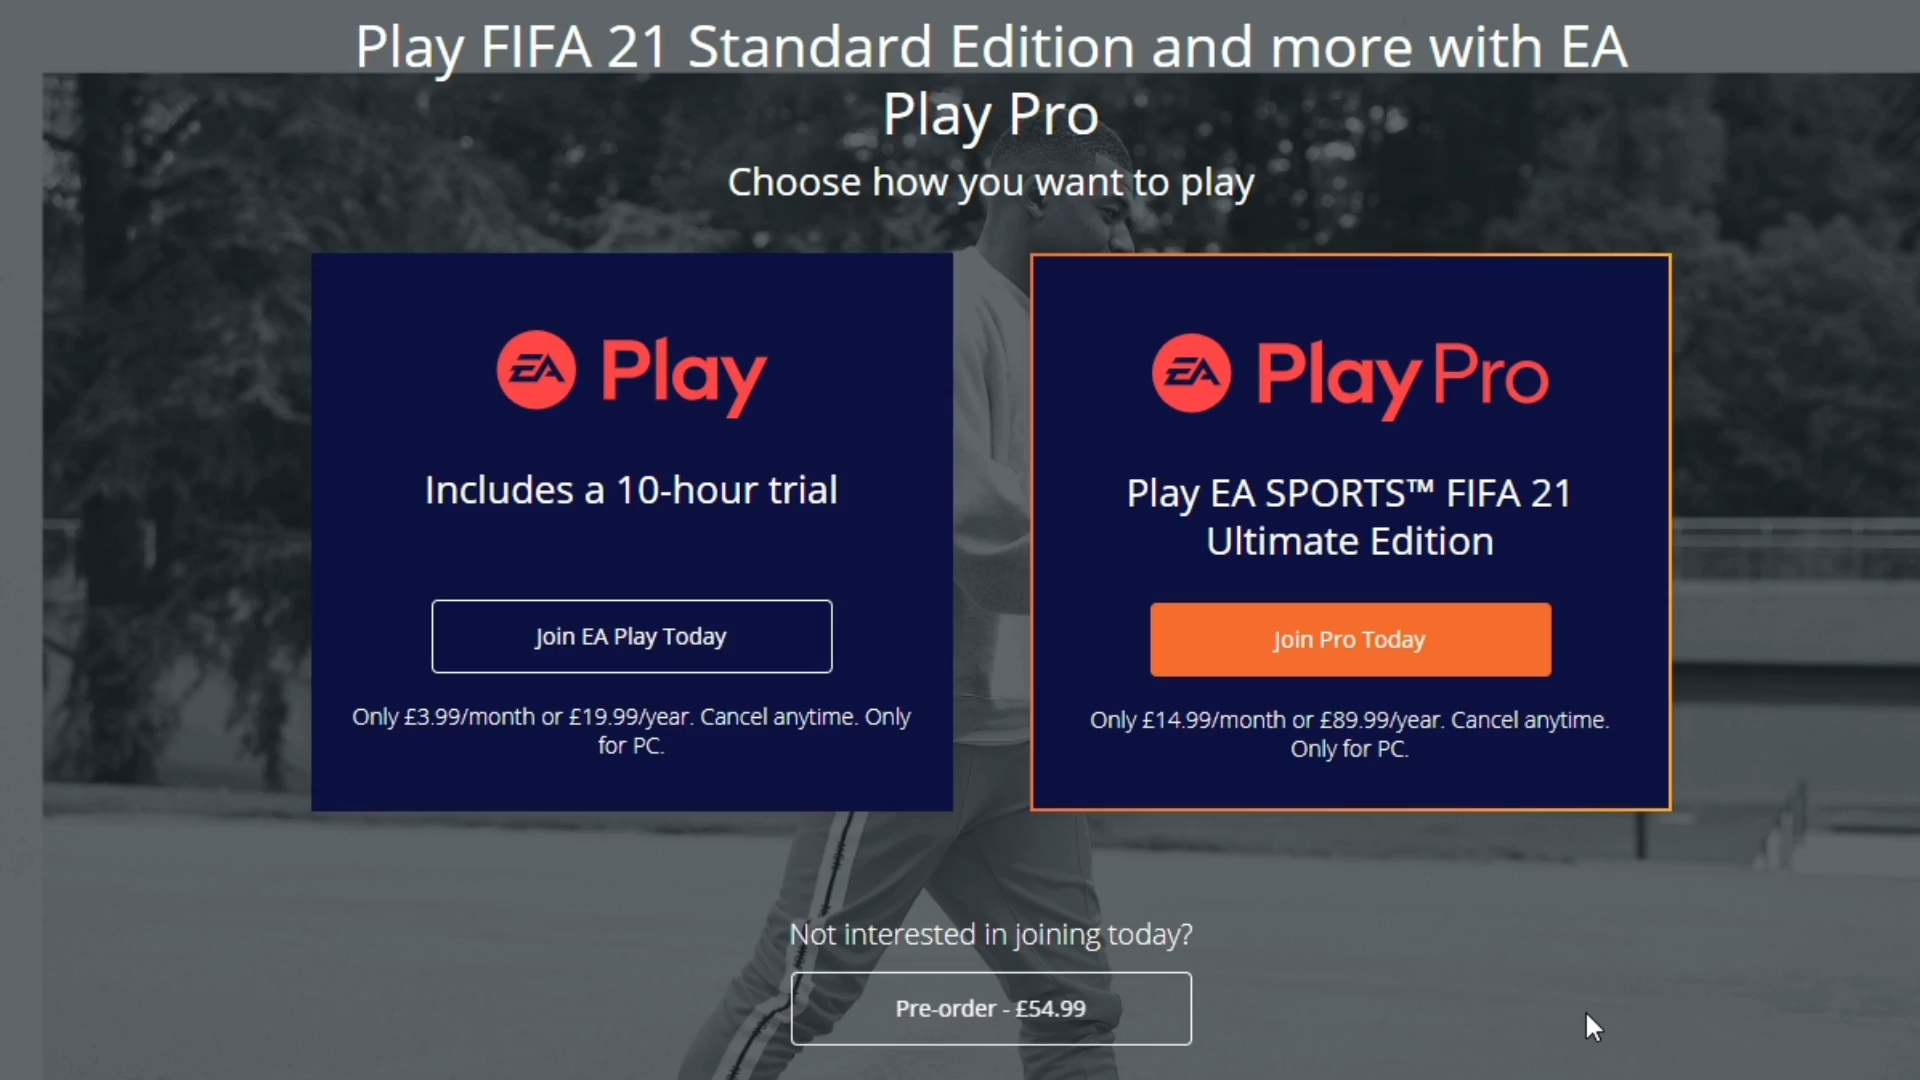 Play FIFA 21 Standard Edition and more with EA
Play Pro
Choose how you want to play
EA Play
Includes a 10-hour trial
Join EA Play Today
Only £3.99/month or £19.99/year. Cancel anytime. Only
for PC.
EA Play Pro
Play EA SPORTS™ FIFA 21
Ultimate Edition
Join Pro Today
Only £14.99/month or £89.99/year. Cancel anytime.
Only for PC.
Not interested in joining today?
Pre-order - £54.99